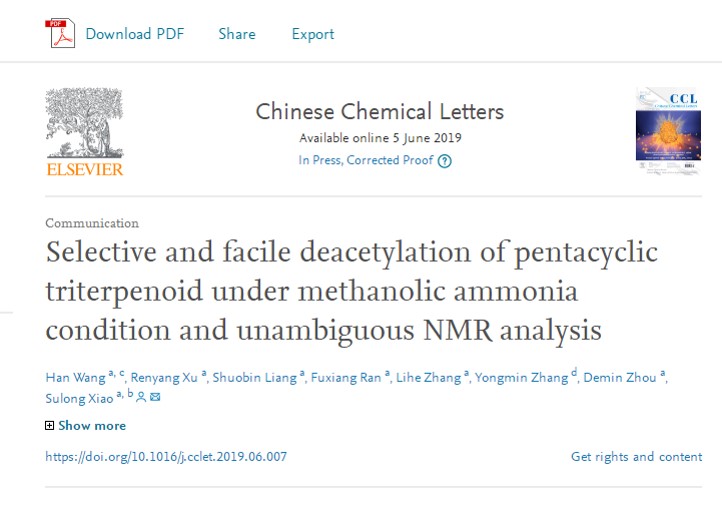 PDF
Download PDF
Share
Export
Chinese Chemical Letters
Available online 5 June 2019
In Press, Corrected Proof ?
ELSEVIER
CCL
Communication
Selective and facile deacetylation of pentacyclic
triterpenoid under methanolic ammonia
condition and unambiguous NMR analysis
Han Wang a, c, Renyang Xu a, Shuobin Liang a, Fuxiang Ran a, Lihe Zhang a, Yongmin Zhang d, Demin Zhou a,
Sulong Xiao a, b
Show more
https://doi.org/10.1016/j.cclet.2019.06.007
Get rights and content